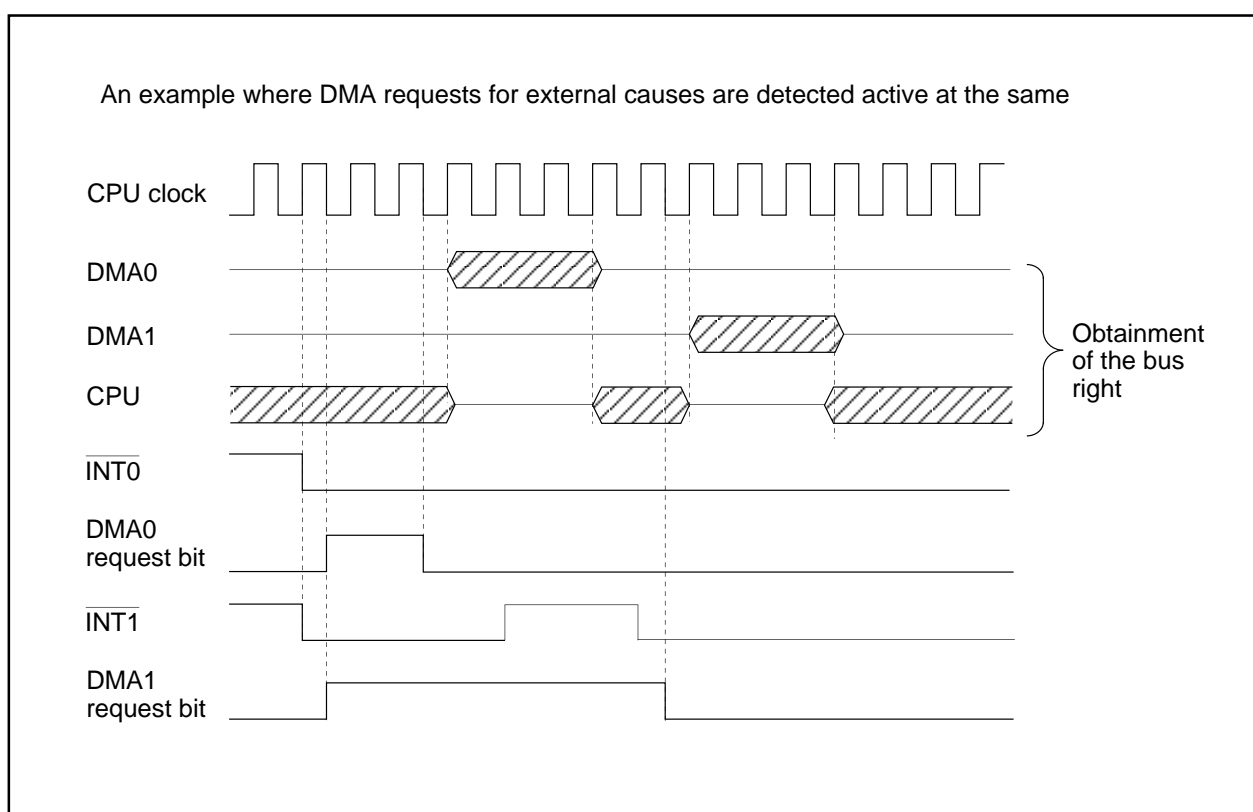 An example where DMA requests for external causes are detected active at the same
CPU clock
DMA0
DMA1
CPU
Obtainment
of the bus
right
INT0
DMA0
request bit
INT1
DMA1
request bit